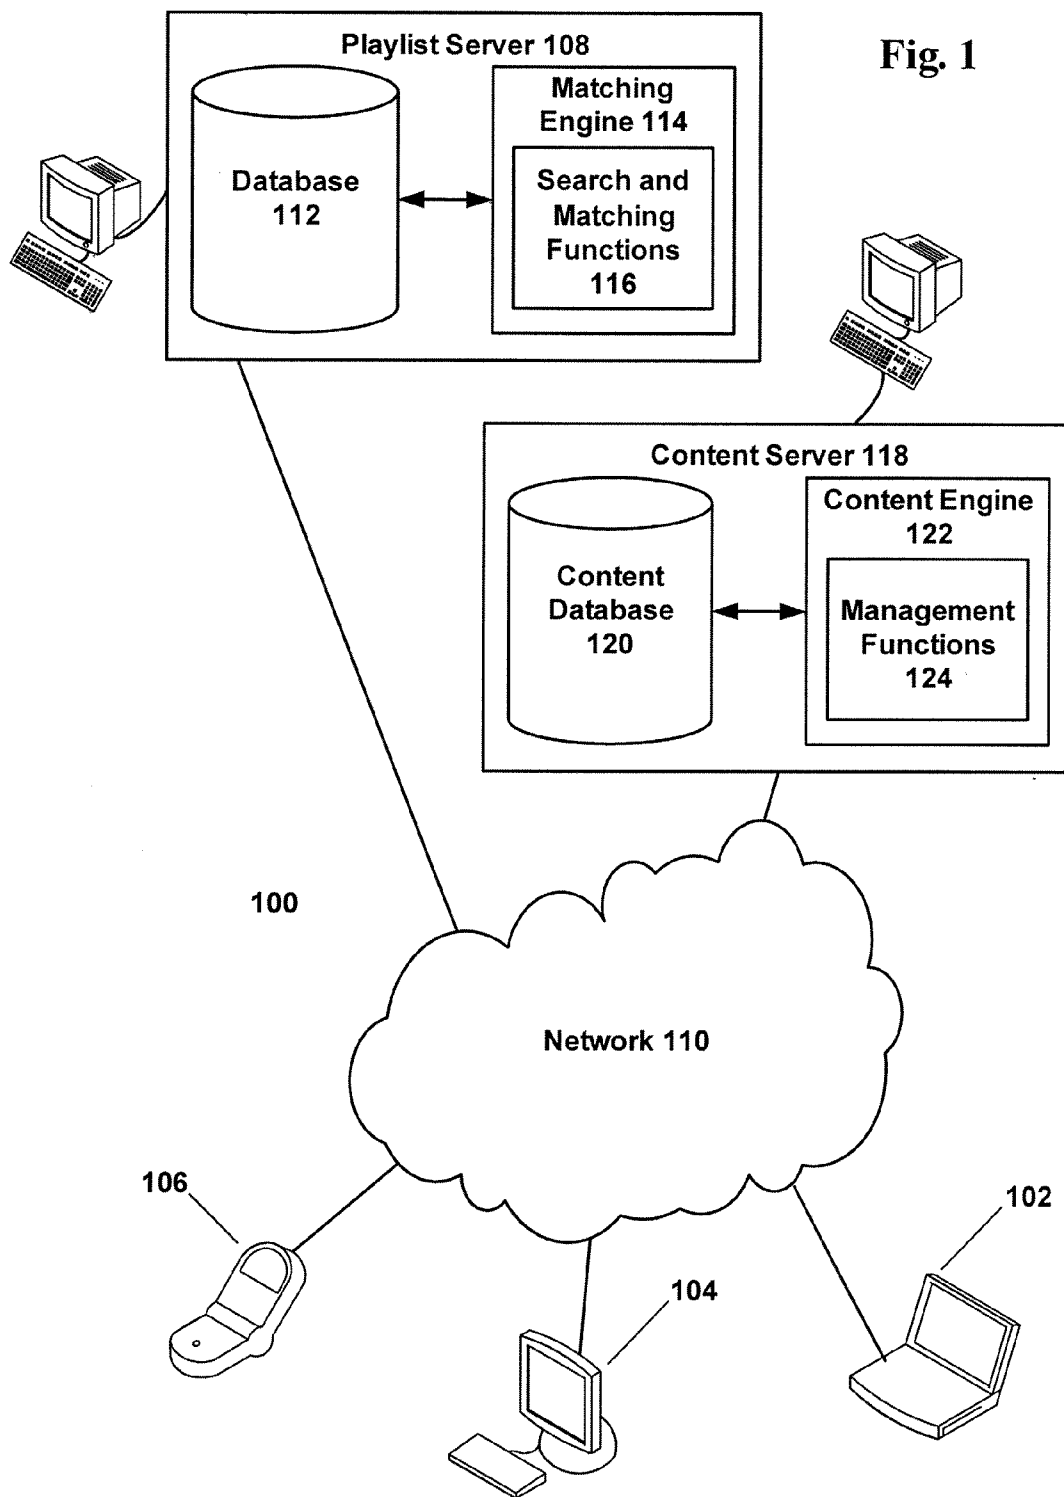 Fig. 1
Playlist Server 108
Database
112
Matching
Engine 114
Search and
Matching
Functions
116
Content Server 118
Content
Database
120
Content Engine
122
Management
Functions
124
100
Network 110
106
104
102